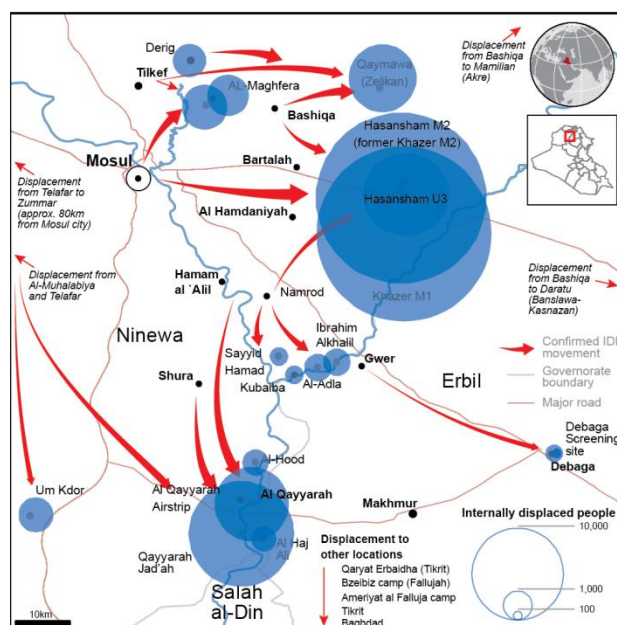 Derig
Tilkef
AL-Maghfera
Qaymawa
(Zelikan)
Displacement
from Bashiqa
to Mamilian
(Akre)
Bashiqa
Hasansham M2
(former Khazer M2)
Mosul
Bartalah
Hasansham U3
Displacement
from Telafar to
Zummar
(approx. 80km
from Mosul city)
Al Hamdaniyah
Displacement from
Al-Muhalabiya
and Telafar
Hamam
al `Alil
Namrod
Khazer M1
Displacement
from Bashiqa
to Daratu
(Banslawa-
Kasnazan)
Ninewa
Ibrahim
Alkhalil
Sayyid
Hamad
Kubaiba
Al-Adla
Gwer
Shura
Erbil
Confirmed IDP
movement
Governorate
boundary
Major road
Debaga
Screening
site
Debaga
Al-Hood
Um Kdor
Al Qayyarah
Airstrip
Al Qayyarah
Makhmur
Qayyarah
Jad'ah
Al Haj
Ali
Salah
al-Din
Displacement to
other locations
Qaryat Erbaidha (Tikrit)
Bzeibiz camp (Fallujah)
Ameriyat al Falluja camp
Tikrit
Baghdad
Internally displaced people
10,000
1,000
100
10km